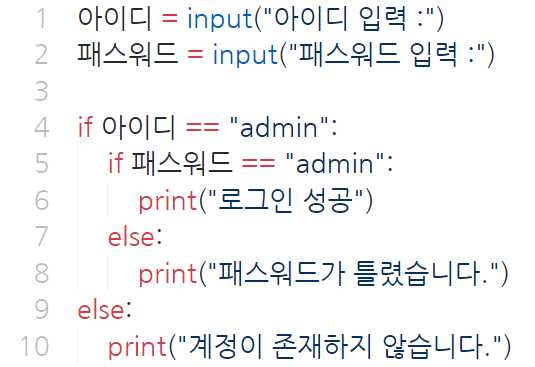 1 아이디 = input("아이디 입력 :")
2 패스워드 = input("패스워드 입력 :")
3
4 if 아이디 == "admin":
5     if 패스워드 == "admin":
6         print("로그인 성공")
7     else:
8         print("패스워드가 틀렸습니다.")
9 else:
10     print("계정이 존재하지 않습니다.")